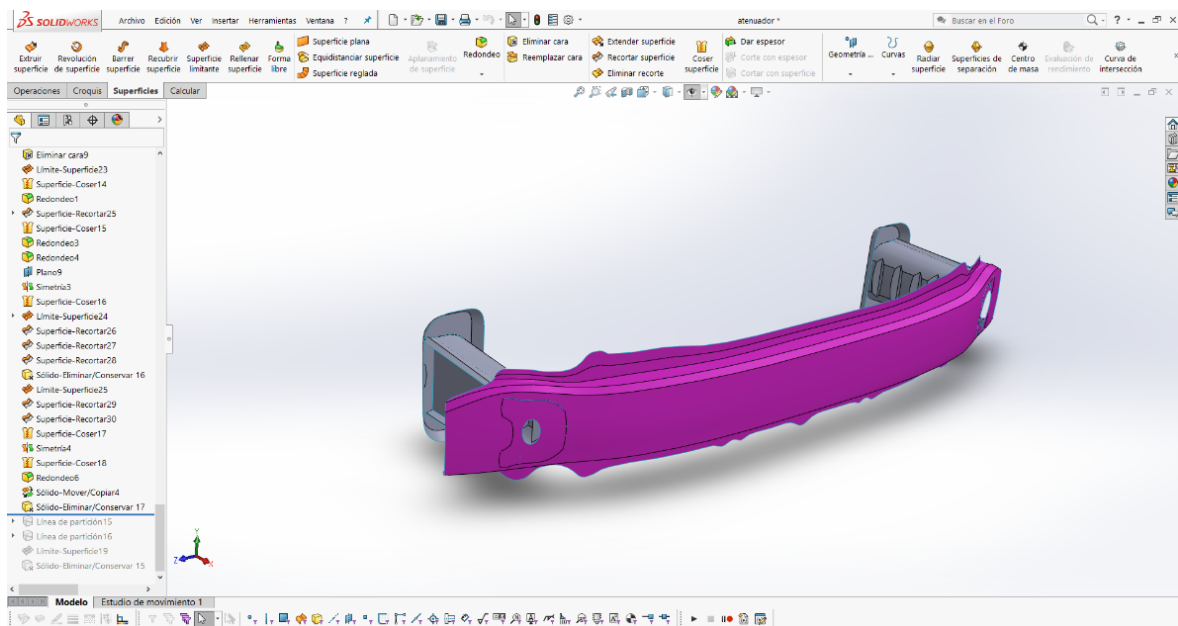 SOLIDWORKS
Archivo Edición Ver Insertar Herramientas Ventana ?
atenuador *
Buscar en el Foro
Extruir superficie
Revolución de superficie
Barrer superficie
Recubrir superficie
Superficie limitante
Rellenar superficie
Forma libre
Superficie plana
Equidistanciar superficie
Superficie reglada
aplanamiento de superficie
Redondeo
Eliminar cara
Reemplazar cara
Extender superficie
Recortar superficie
Eliminar recorte
Coser superficie
Dar espesor
Corte con espesor
Cortar con superficie
Geometría ...
Curvas
Radiar superficie
Superficies de separación
Centro de masa
Evaluación de rendimiento
Curva de intersección
Operaciones Croquis Superficies Calcular
Eliminar cara9
Límite-Superficie23
Superficie-Coser14
Redondeo1
Superficie-Recortar25
Superficie-Coser15
Redondeo3
Redondeo4
Plano9
Simetría3
Superficie-Coser16
Límite-Superficie24
Superficie-Recortar26
Superficie-Recortar27
Superficie-Recortar28
Sólido-Eliminar/Conservar 16
Límite-Superficie25
Superficie-Recortar29
Superficie-Recortar30
Superficie-Coser17
Simetría4
Superficie-Coser18
Redondeo6
Sólido-Mover/Copiar4
Sólido-Eliminar/Conservar 17
Línea de partición15
Línea de partición16
Límite-Superficie19
Sólido-Eliminar/Conservar 15
Y
Z
X
Modelo Estudio de movimiento 1